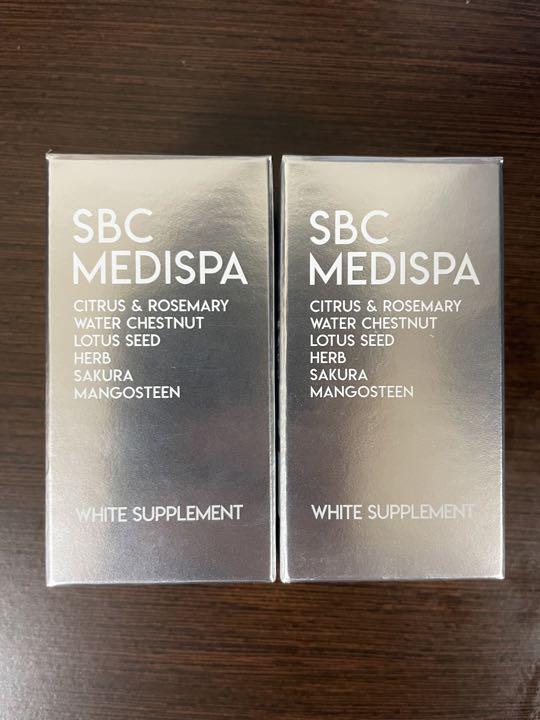 SBC
MEDISPA
CITRUS & ROSEMARY
WATER CHESTNUT
LOTUS SEED
HERB
SAKURA
MANGOSTEEN
WHITE SUPPLEMENT
SBC
MEDISPA
CITRUS & ROSEMARY
WATER CHESTNUT
LOTUS SEED
HERB
SAKURA
MANGOSTEEN
WHITE SUPPLEMENT